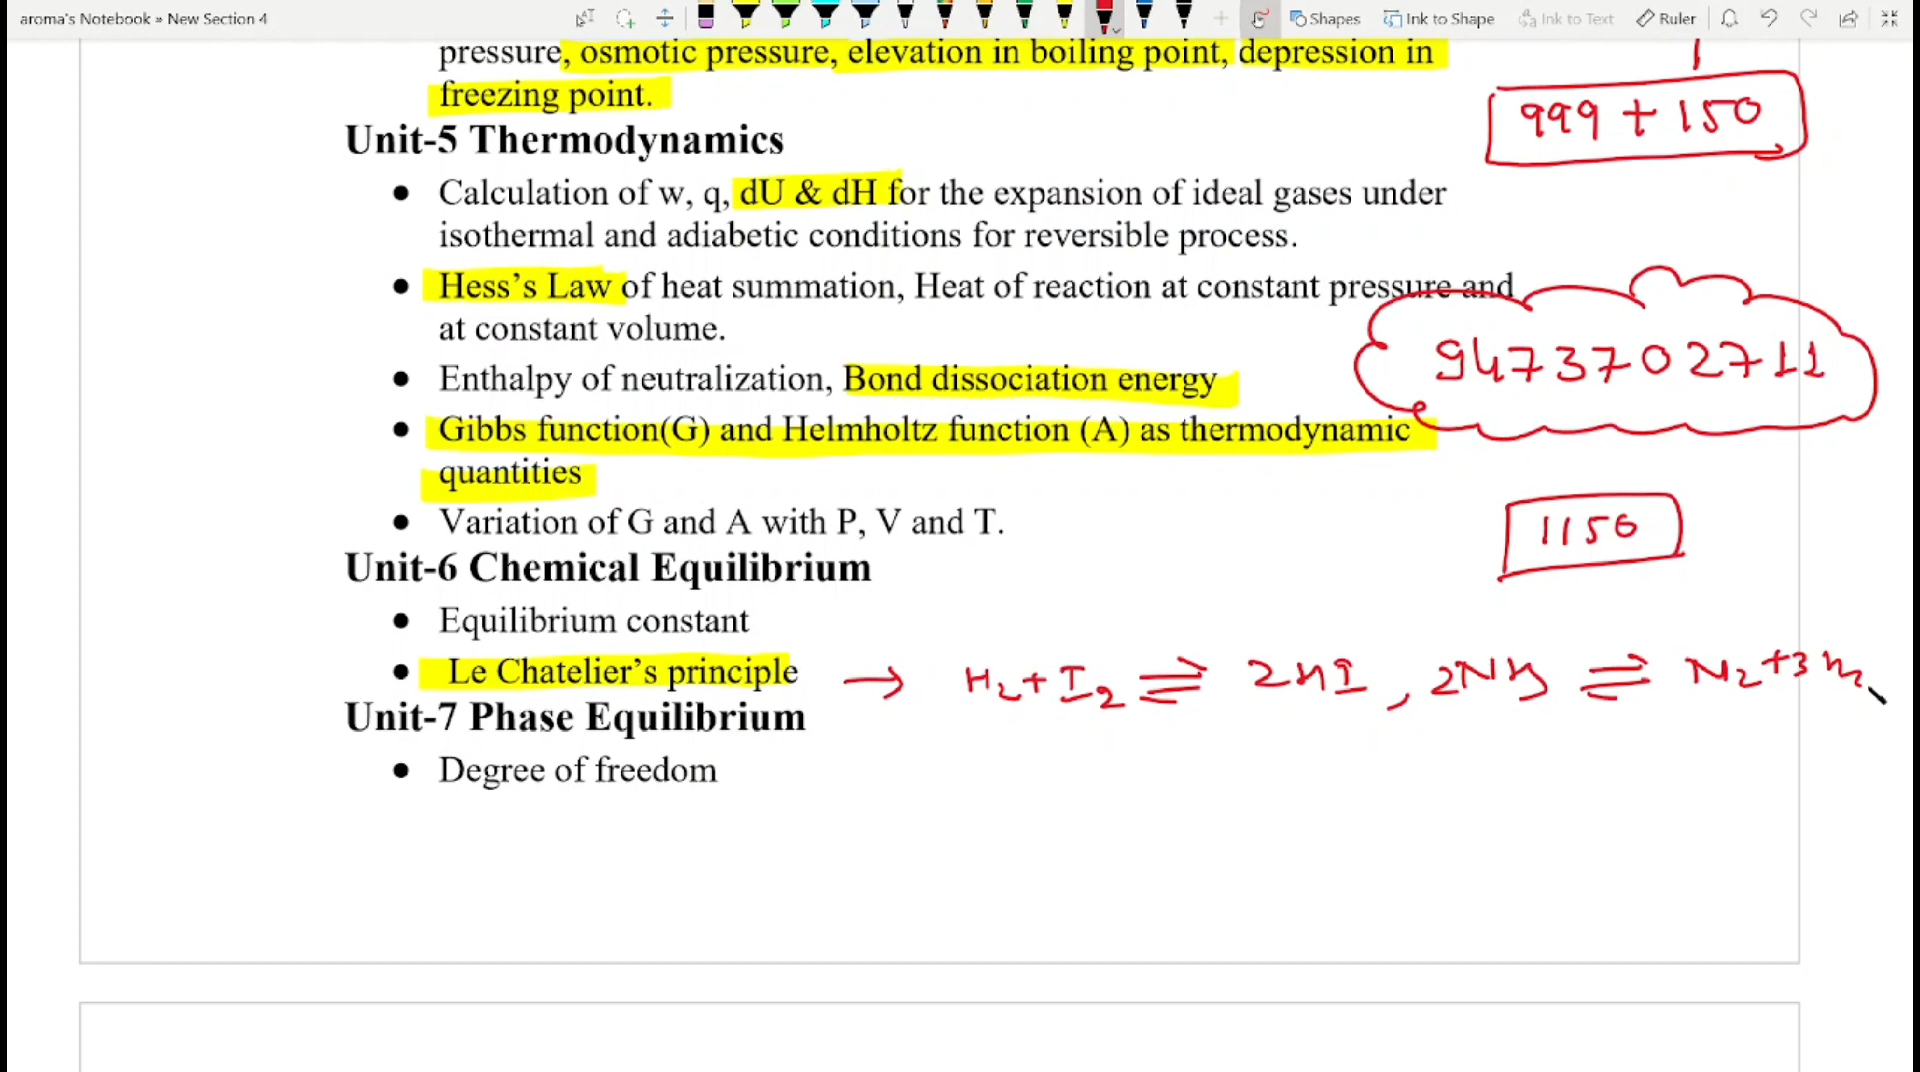 aroma's Notebook » New Section 4
Shapes Ink to Shape Ink to Text Ruler
pressure, osmotic pressure, elevation in boiling point, depression in
freezing point.
999 + 150
Unit-5 Thermodynamics
• Calculation of w, q, dU & dH for the expansion of ideal gases under
isothermal and adiabetic conditions for reversible process.
• Hess's Law of heat summation, Heat of reaction at constant pressure and
at constant volume.
9473702711
• Enthalpy of neutralization, Bond dissociation energy
• Gibbs function(G) and Helmholtz function (A) as thermodynamic
quantities
• Variation of G and A with P, V and T.
1150
Unit-6 Chemical Equilibrium
• Equilibrium constant
• Le Chatelier's principle → H2 + I2 ⇌ 2HI, 2NH3 ⇌ N2 + 3H2
Unit-7 Phase Equilibrium
• Degree of freedom